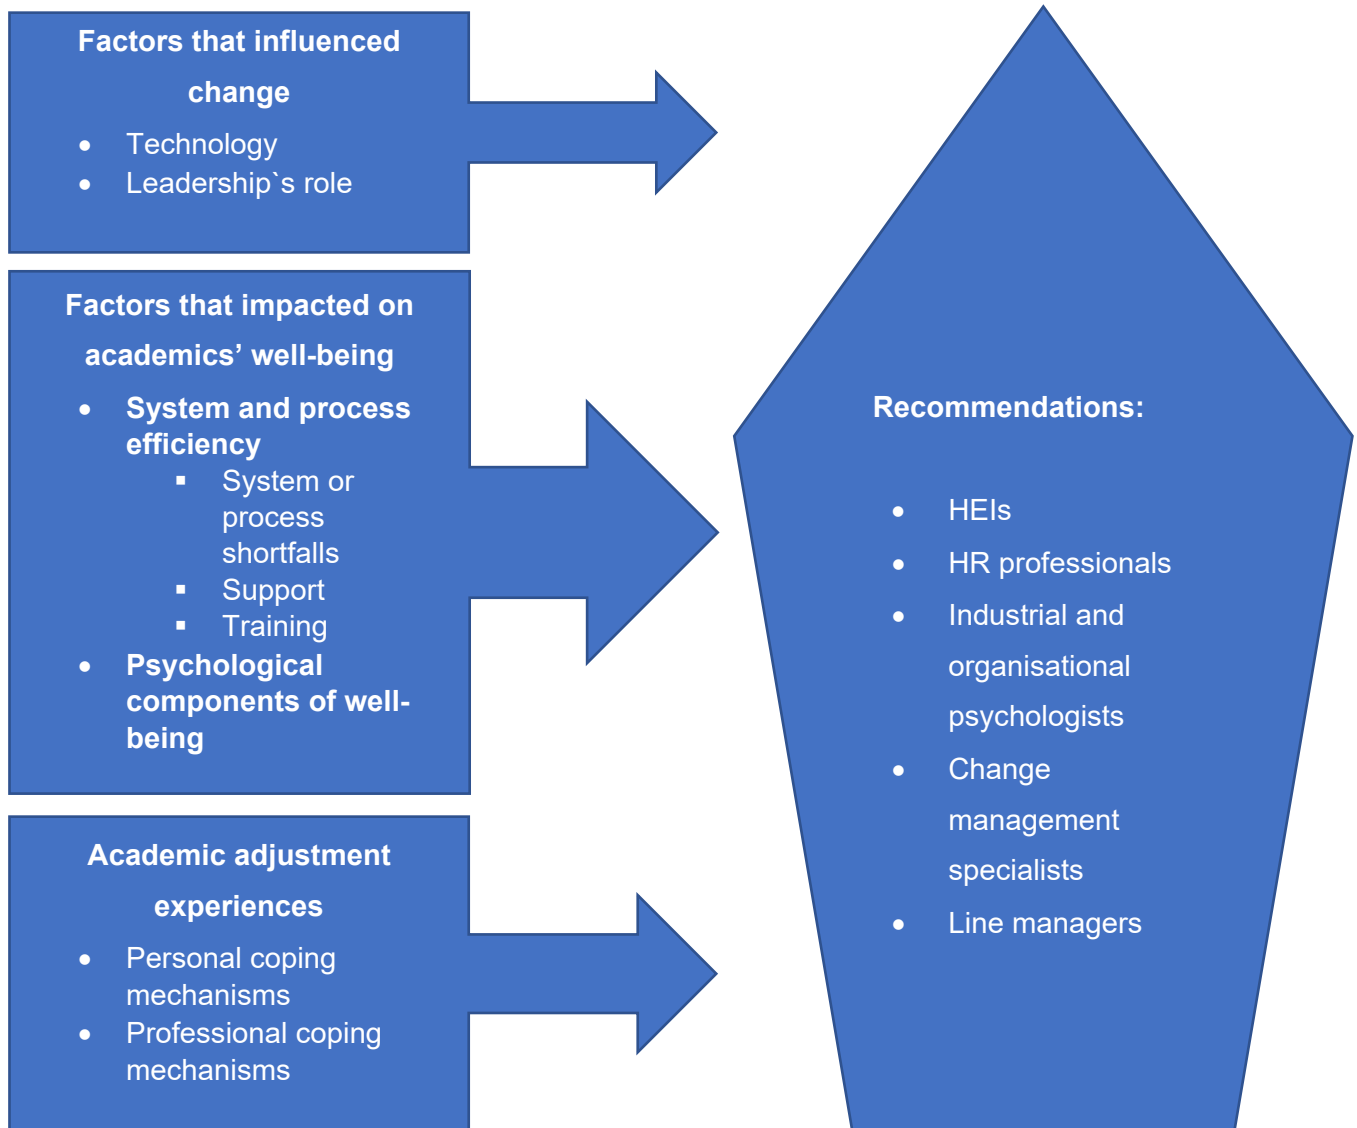 Factors that influenced
change
● Technology
● Leadership`s role
Factors that impacted on
academics’ well-being
● System and process
efficiency
▪ System or
process
shortfalls
▪ Support
▪ Training
● Psychological
components of well-
being
Academic adjustment
experiences
● Personal coping
mechanisms
● Professional coping
mechanisms
Recommendations:
● HEIs
● HR professionals
● Industrial and
organisational
psychologists
● Change
management
specialists
● Line managers